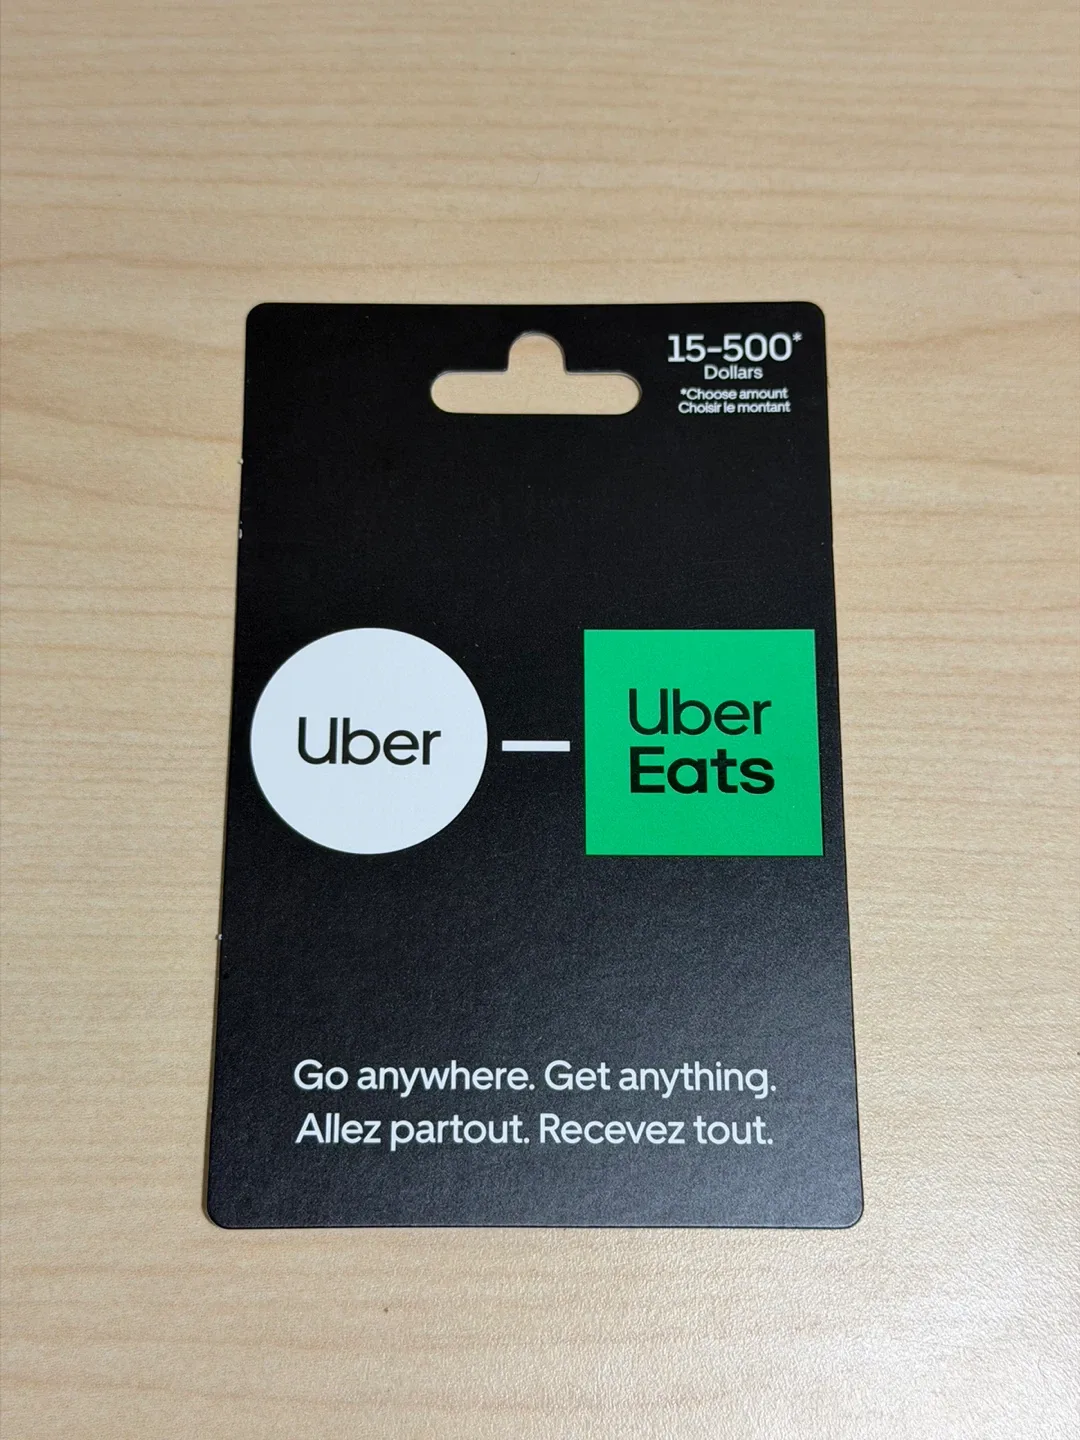 15-500*
Dollars
*Choose amount
Choisir le montant
Uber
Uber
Eats
Go anywhere. Get anything.
Allez partout. Recevez tout.